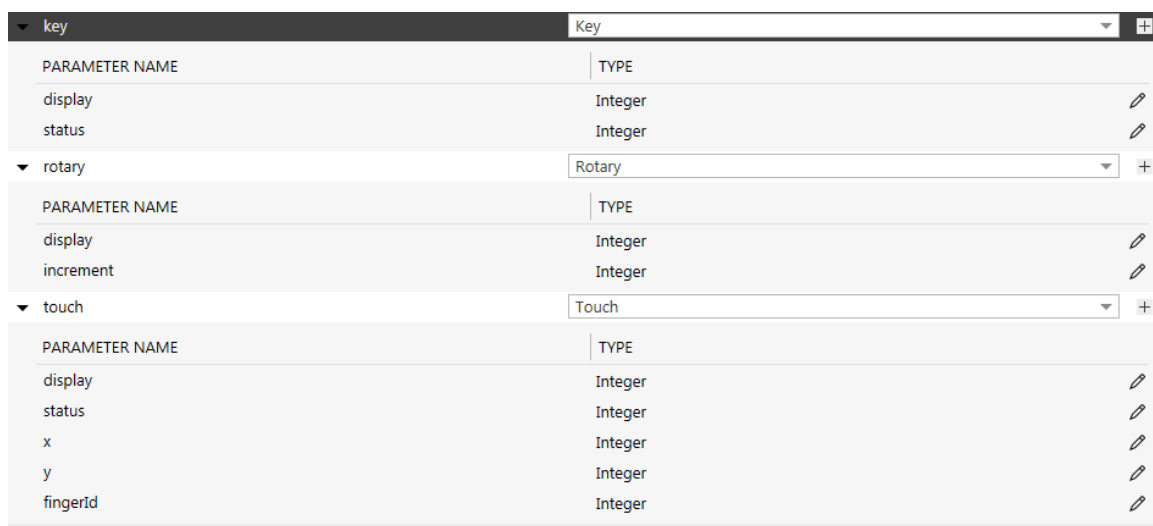 key Key
PARAMETER NAME TYPE
display Integer
status Integer
rotary Rotary
PARAMETER NAME TYPE
display Integer
increment Integer
touch Touch
PARAMETER NAME TYPE
display Integer
status Integer
x Integer
y Integer
fingerId Integer